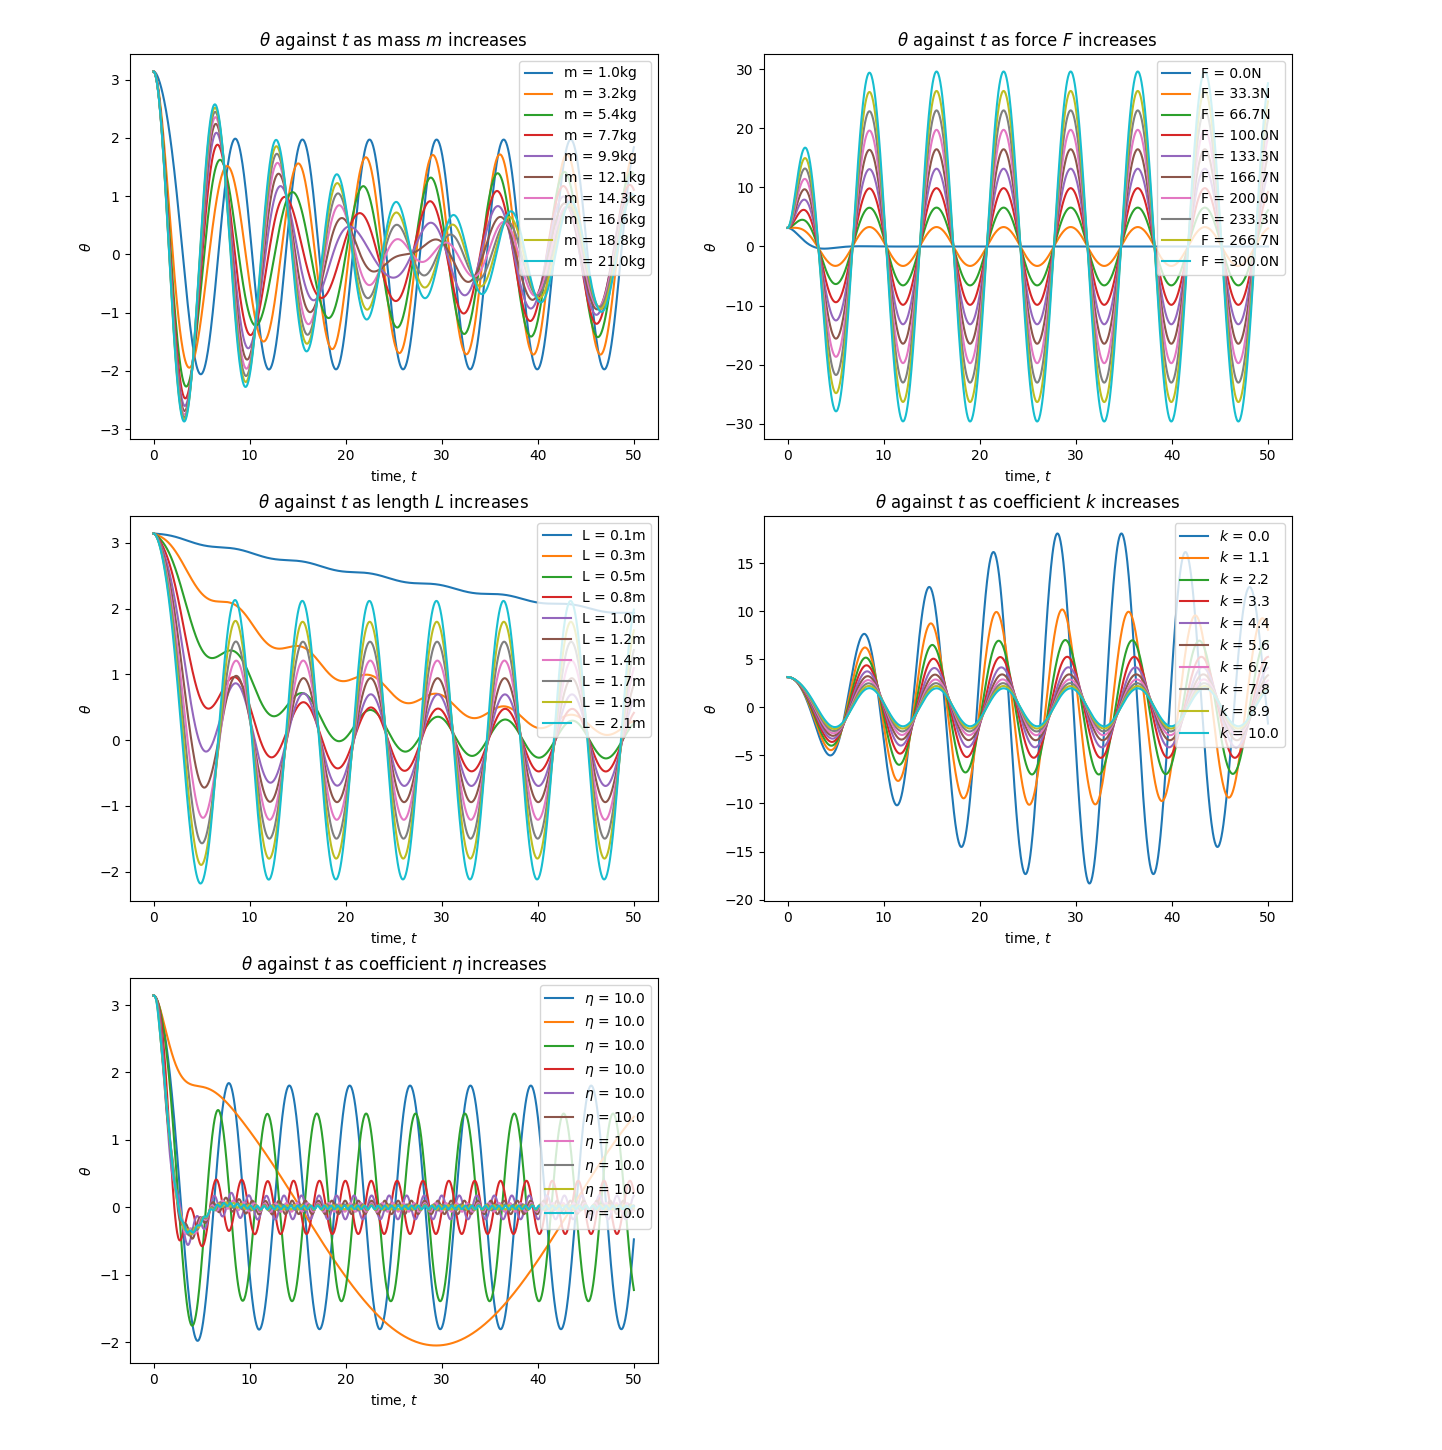 θ against t as mass m increases
3
2
1
0
−1
−2
−3
θ
0 10 20 30 40 50
time, t
m = 1.0kg
m = 3.2kg
m = 5.4kg
m = 7.7kg
m = 9.9kg
m = 12.1kg
m = 14.3kg
m = 16.6kg
m = 18.8kg
m = 21.0kg
θ against t as force F increases
30
20
10
0
−10
−20
−30
θ
0 10 20 30 40 50
time, t
F = 0.0N
F = 33.3N
F = 66.7N
F = 100.0N
F = 133.3N
F = 166.7N
F = 200.0N
F = 233.3N
F = 266.7N
F = 300.0N
θ against t as length L increases
3
2
1
0
−1
−2
θ
0 10 20 30 40 50
time, t
L = 0.1m
L = 0.3m
L = 0.5m
L = 0.8m
L = 1.0m
L = 1.2m
L = 1.4m
L = 1.7m
L = 1.9m
L = 2.1m
θ against t as coefficient k increases
15
10
5
0
−5
−10
−15
−20
θ
0 10 20 30 40 50
time, t
k = 0.0
k = 1.1
k = 2.2
k = 3.3
k = 4.4
k = 5.6
k = 6.7
k = 7.8
k = 8.9
k = 10.0
θ against t as coefficient η increases
3
2
1
0
−1
−2
θ
0 10 20 30 40 50
time, t
η = 10.0
η = 10.0
η = 10.0
η = 10.0
η = 10.0
η = 10.0
η = 10.0
η = 10.0
η = 10.0
η = 10.0